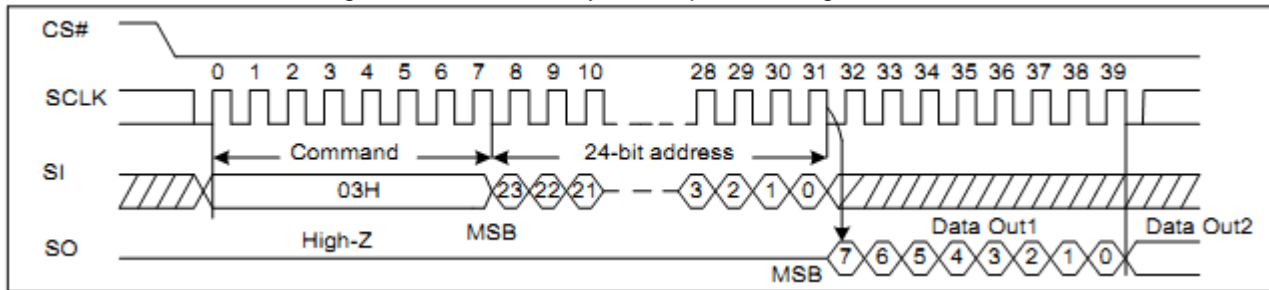 CS#
0 1 2 3 4 5 6 7 8 9 10 28 29 30 31 32 33 34 35 36 37 38 39
SCLK
Command 24-bit address
SI
03H 23 22 21 3 2 1 0
High-Z MSB Data Out1 Data Out2
SO
MSB 7 6 5 4 3 2 1 0